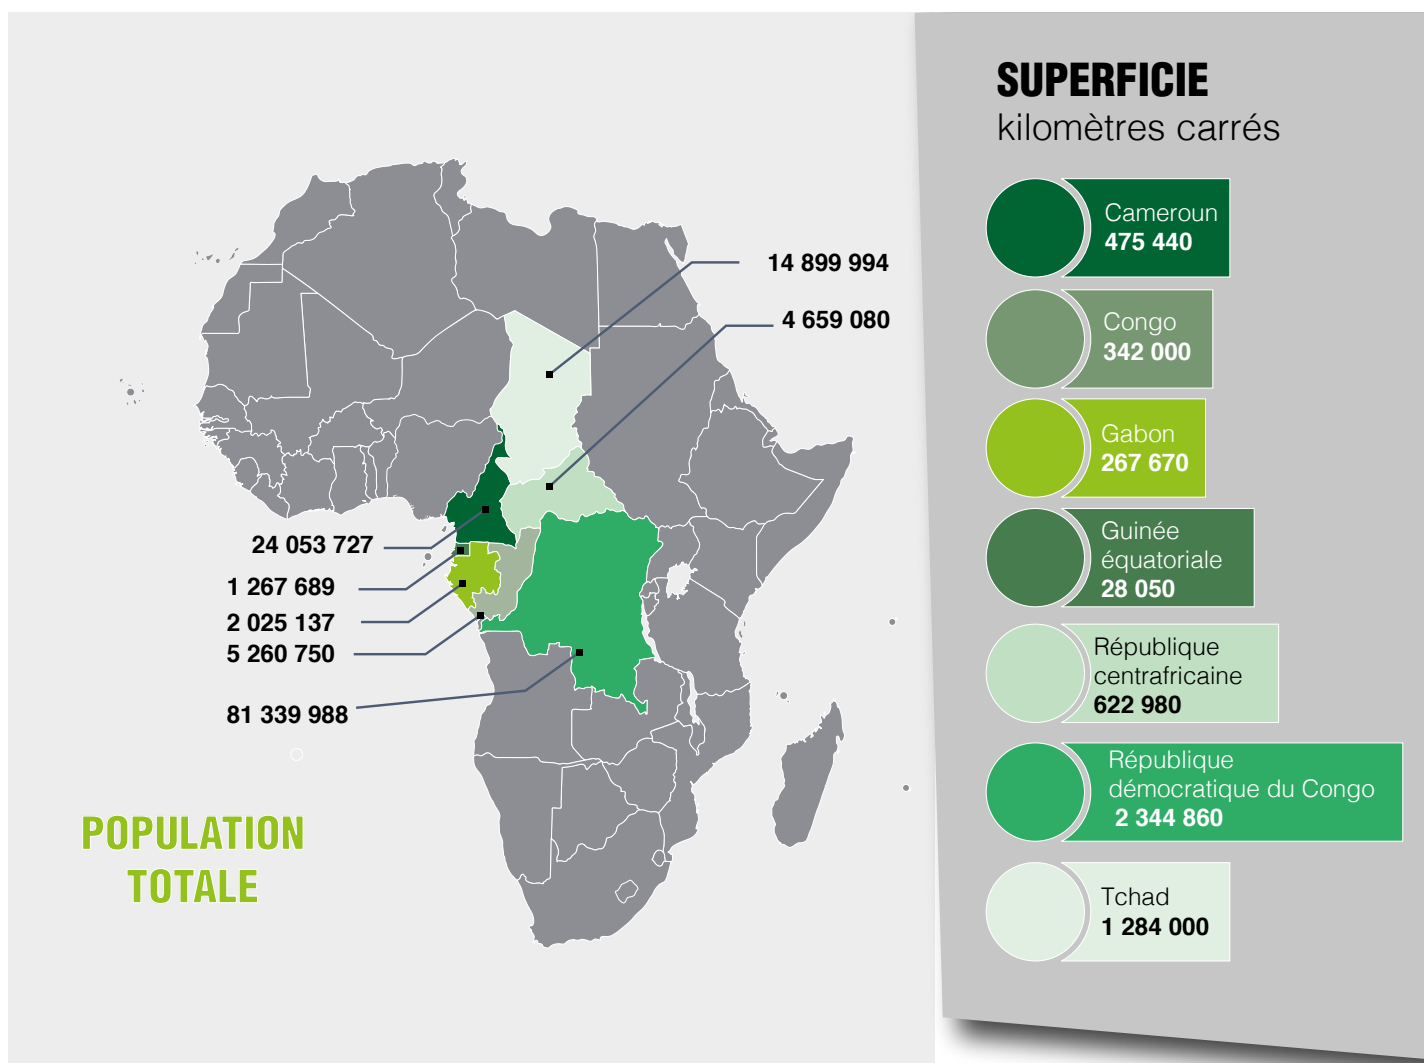 14 899 994
4 659 080
24 053 727
1 267 689
2 025 137
5 260 750
81 339 988
POPULATION
TOTALE
SUPERFICIE
kilomètres carrés
Cameroun
475 440
Congo
342 000
Gabon
267 670
Guinée
équatoriale
28 050
République
centrafricaine
622 980
République
démocratique du Congo
2 344 860
Tchad
1 284 000